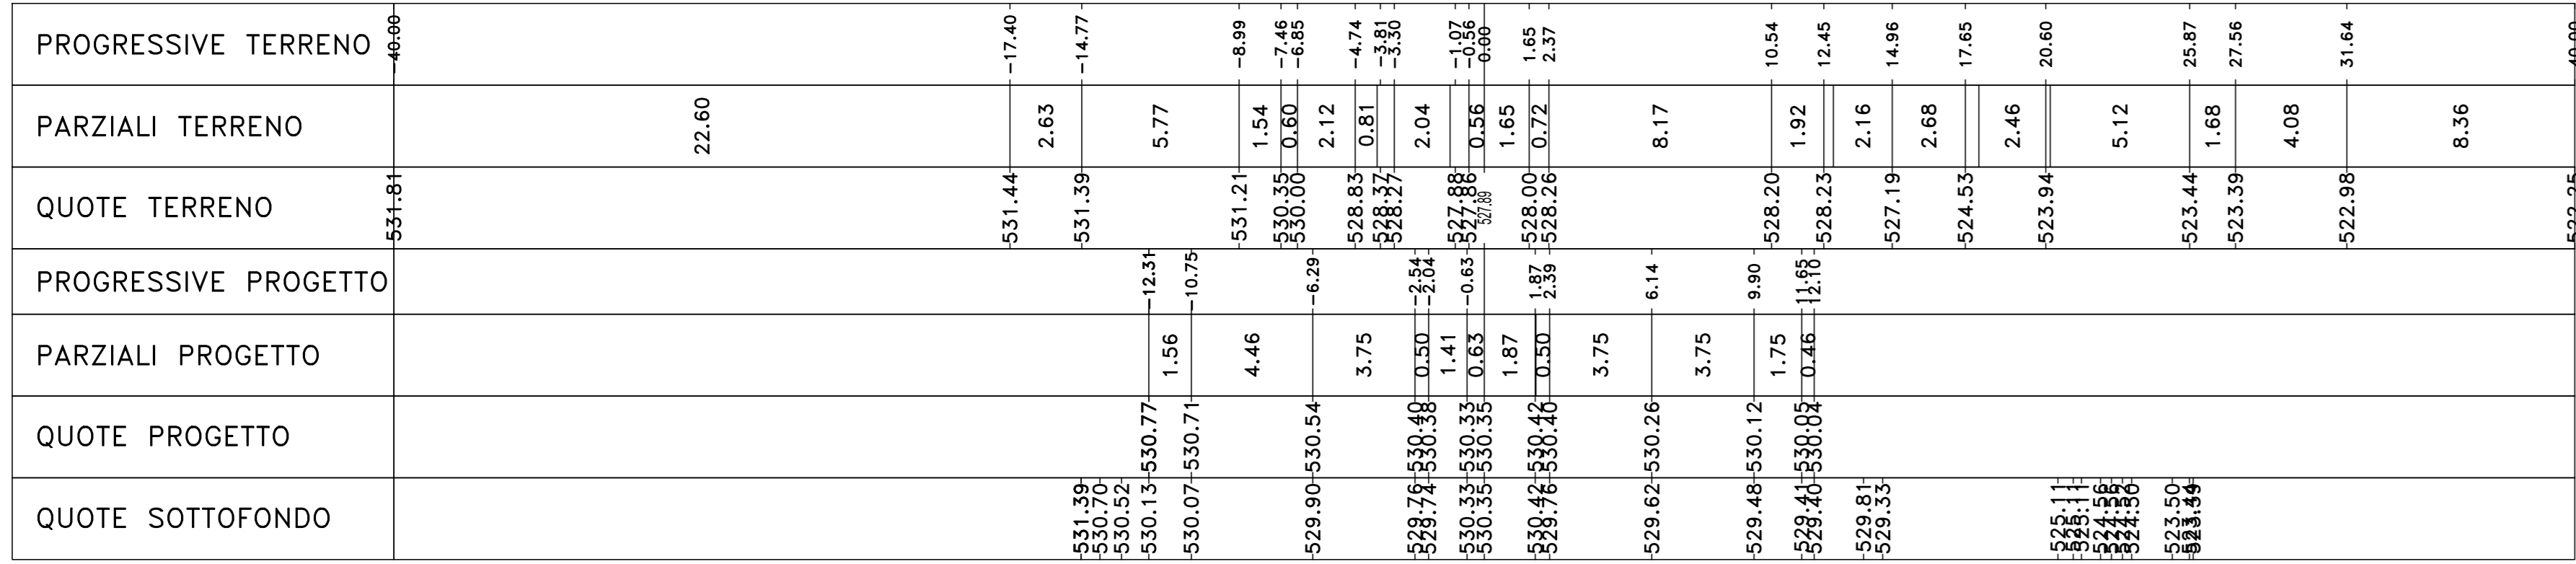 PROGRESSIVE TERRENO -40.00 -17.40 -14.77 -8.99 -7.46 -6.85 -4.74 -3.81 -3.30 -1.07 -0.56 0.00 1.65 2.37 10.54 12.45 14.96 17.65 20.60 25.87 27.56 31.64
PARZIALI TERRENO 22.60 2.63 5.77 1.54 0.60 2.12 0.81 2.04 0.56 1.65 0.72 8.17 1.92 2.16 2.68 2.46 5.12 1.68 4.08 8.36
QUOTE TERRENO 531.81 531.44 531.39 531.21 530.35 530.00 528.83 528.37 528.27 527.88 527.86 527.89 528.00 528.26 528.20 528.23 527.19 524.53 523.94 523.44 523.39 522.98
PROGRESSIVE PROGETTO -12.31 -10.75 -6.29 -2.54 -2.04 -0.63 1.87 2.39 6.14 9.90 11.65 12.10
PARZIALI PROGETTO 1.56 4.46 3.75 0.50 1.41 0.63 1.87 0.50 3.75 3.75 1.75 0.46
QUOTE PROGETTO 530.77 530.71 530.54 530.40 530.38 530.33 530.35 530.42 530.40 530.26 530.12 530.05 530.04
QUOTE SOTTOFONDO 531.39 530.70 530.52 530.13 530.07 529.90 529.76 529.74 530.33 530.35 530.42 529.76 529.62 529.48 529.41 529.40 529.81 529.33 525.11 525.11 525.11 524.56 524.50 523.50 523.39